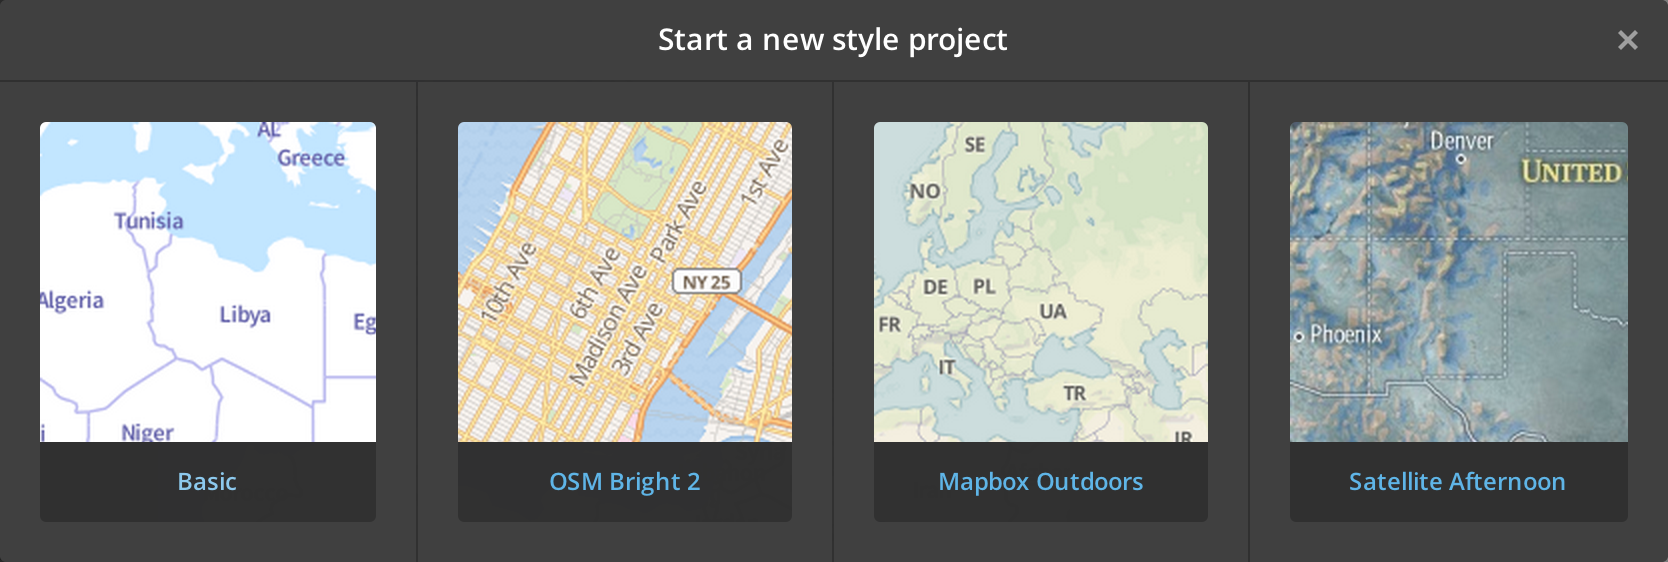 Start a new style project
×
AL
Greece
Tunisia
Algeria
Libya
Eg
Niger
Basic
1st Ave
Park Ave
10th Ave
6th Ave
NY 25
Madison Ave
3rd Ave
OSM Bright 2
SE
NO
DE
PL
UA
FR
IT
TR
IR
Mapbox Outdoors
Denver
UNITED
Phoenix
Satellite Afternoon